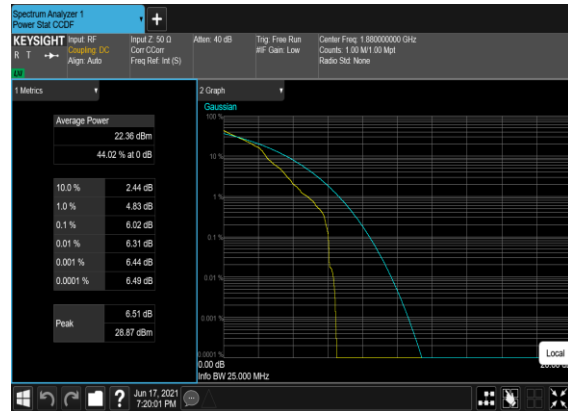 Spectrum Analyzer 1
Power Stat CCDF
KEYSIGHT
R T
LXI
Input: RF
Coupling: DC
Align: Auto
Input Z: 50 Ω
Corr CCorr
Freq Ref: Int (S)
Atten: 40 dB
Trig: Free Run
#IF Gain: Low
Center Freq: 1.880000000 GHz
Counts: 1.00 M/1.00 Mpt
Radio Std: None
1 Metrics
Average Power
22.36 dBm
44.02 % at 0 dB
10.0 % 2.44 dB
1.0 % 4.83 dB
0.1 % 6.02 dB
0.01 % 6.31 dB
0.001 % 6.44 dB
0.0001 % 6.49 dB
Peak
6.51 dB
28.87 dBm
2 Graph
Gaussian
100 %
10 %
1 %
0.1 %
0.01 %
0.001 %
0.0001 %
0.00 dB
Info BW 25.000 MHz
Local
?
Jun 17, 2021
7:20:01 PM